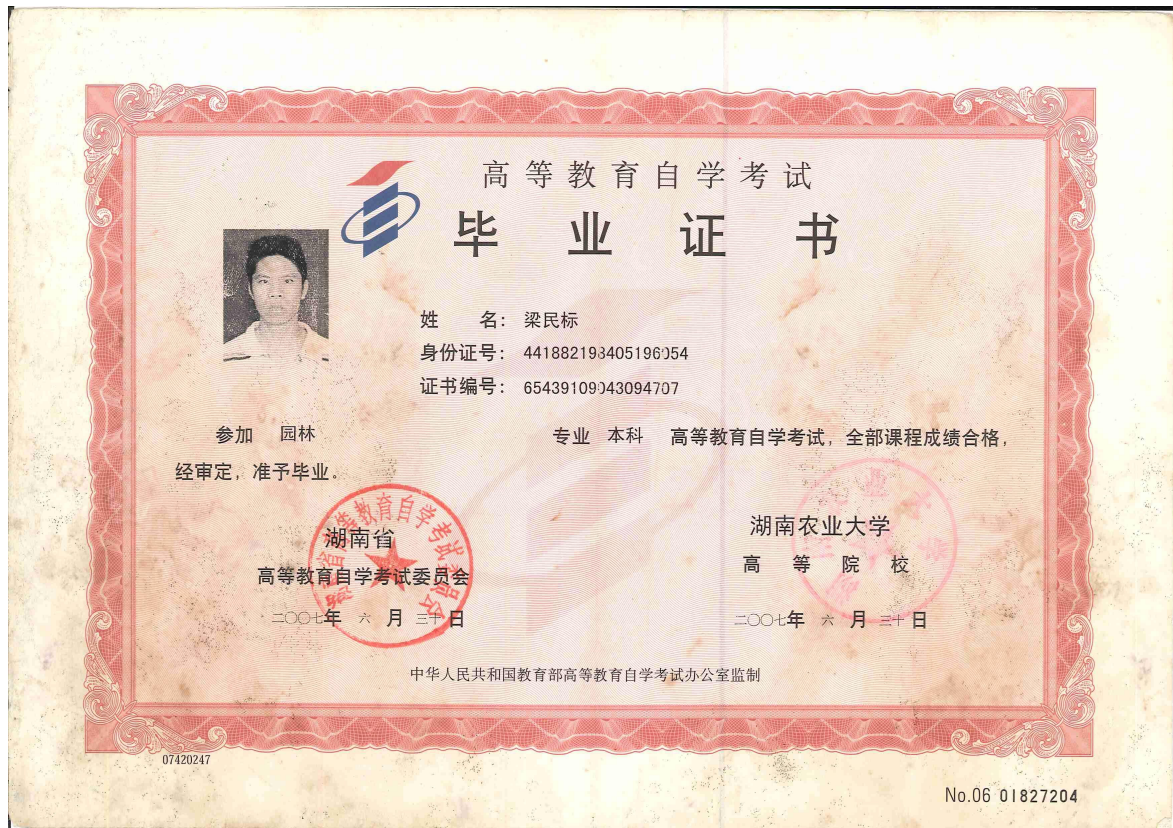 高等教育自学考试
毕业证书
姓 名：梁民标
身份证号：441882198405196054
证书编号：65439109043094707
参加 园林 专业 本科 高等教育自学考试，全部课程成绩合格，
经审定，准予毕业。
湖南省
高等教育自学考试委员会
二〇〇七年 六 月 三十 日
湖南农业大学
高等院校
二〇〇七年 六 月 三十 日
中华人民共和国教育部高等教育自学考试办公室监制
07420247
No.06 01827204